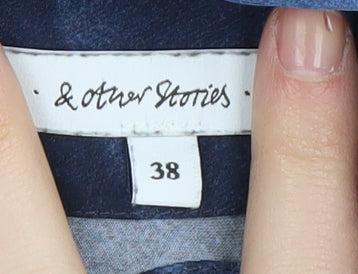 · & other Stories ·
38